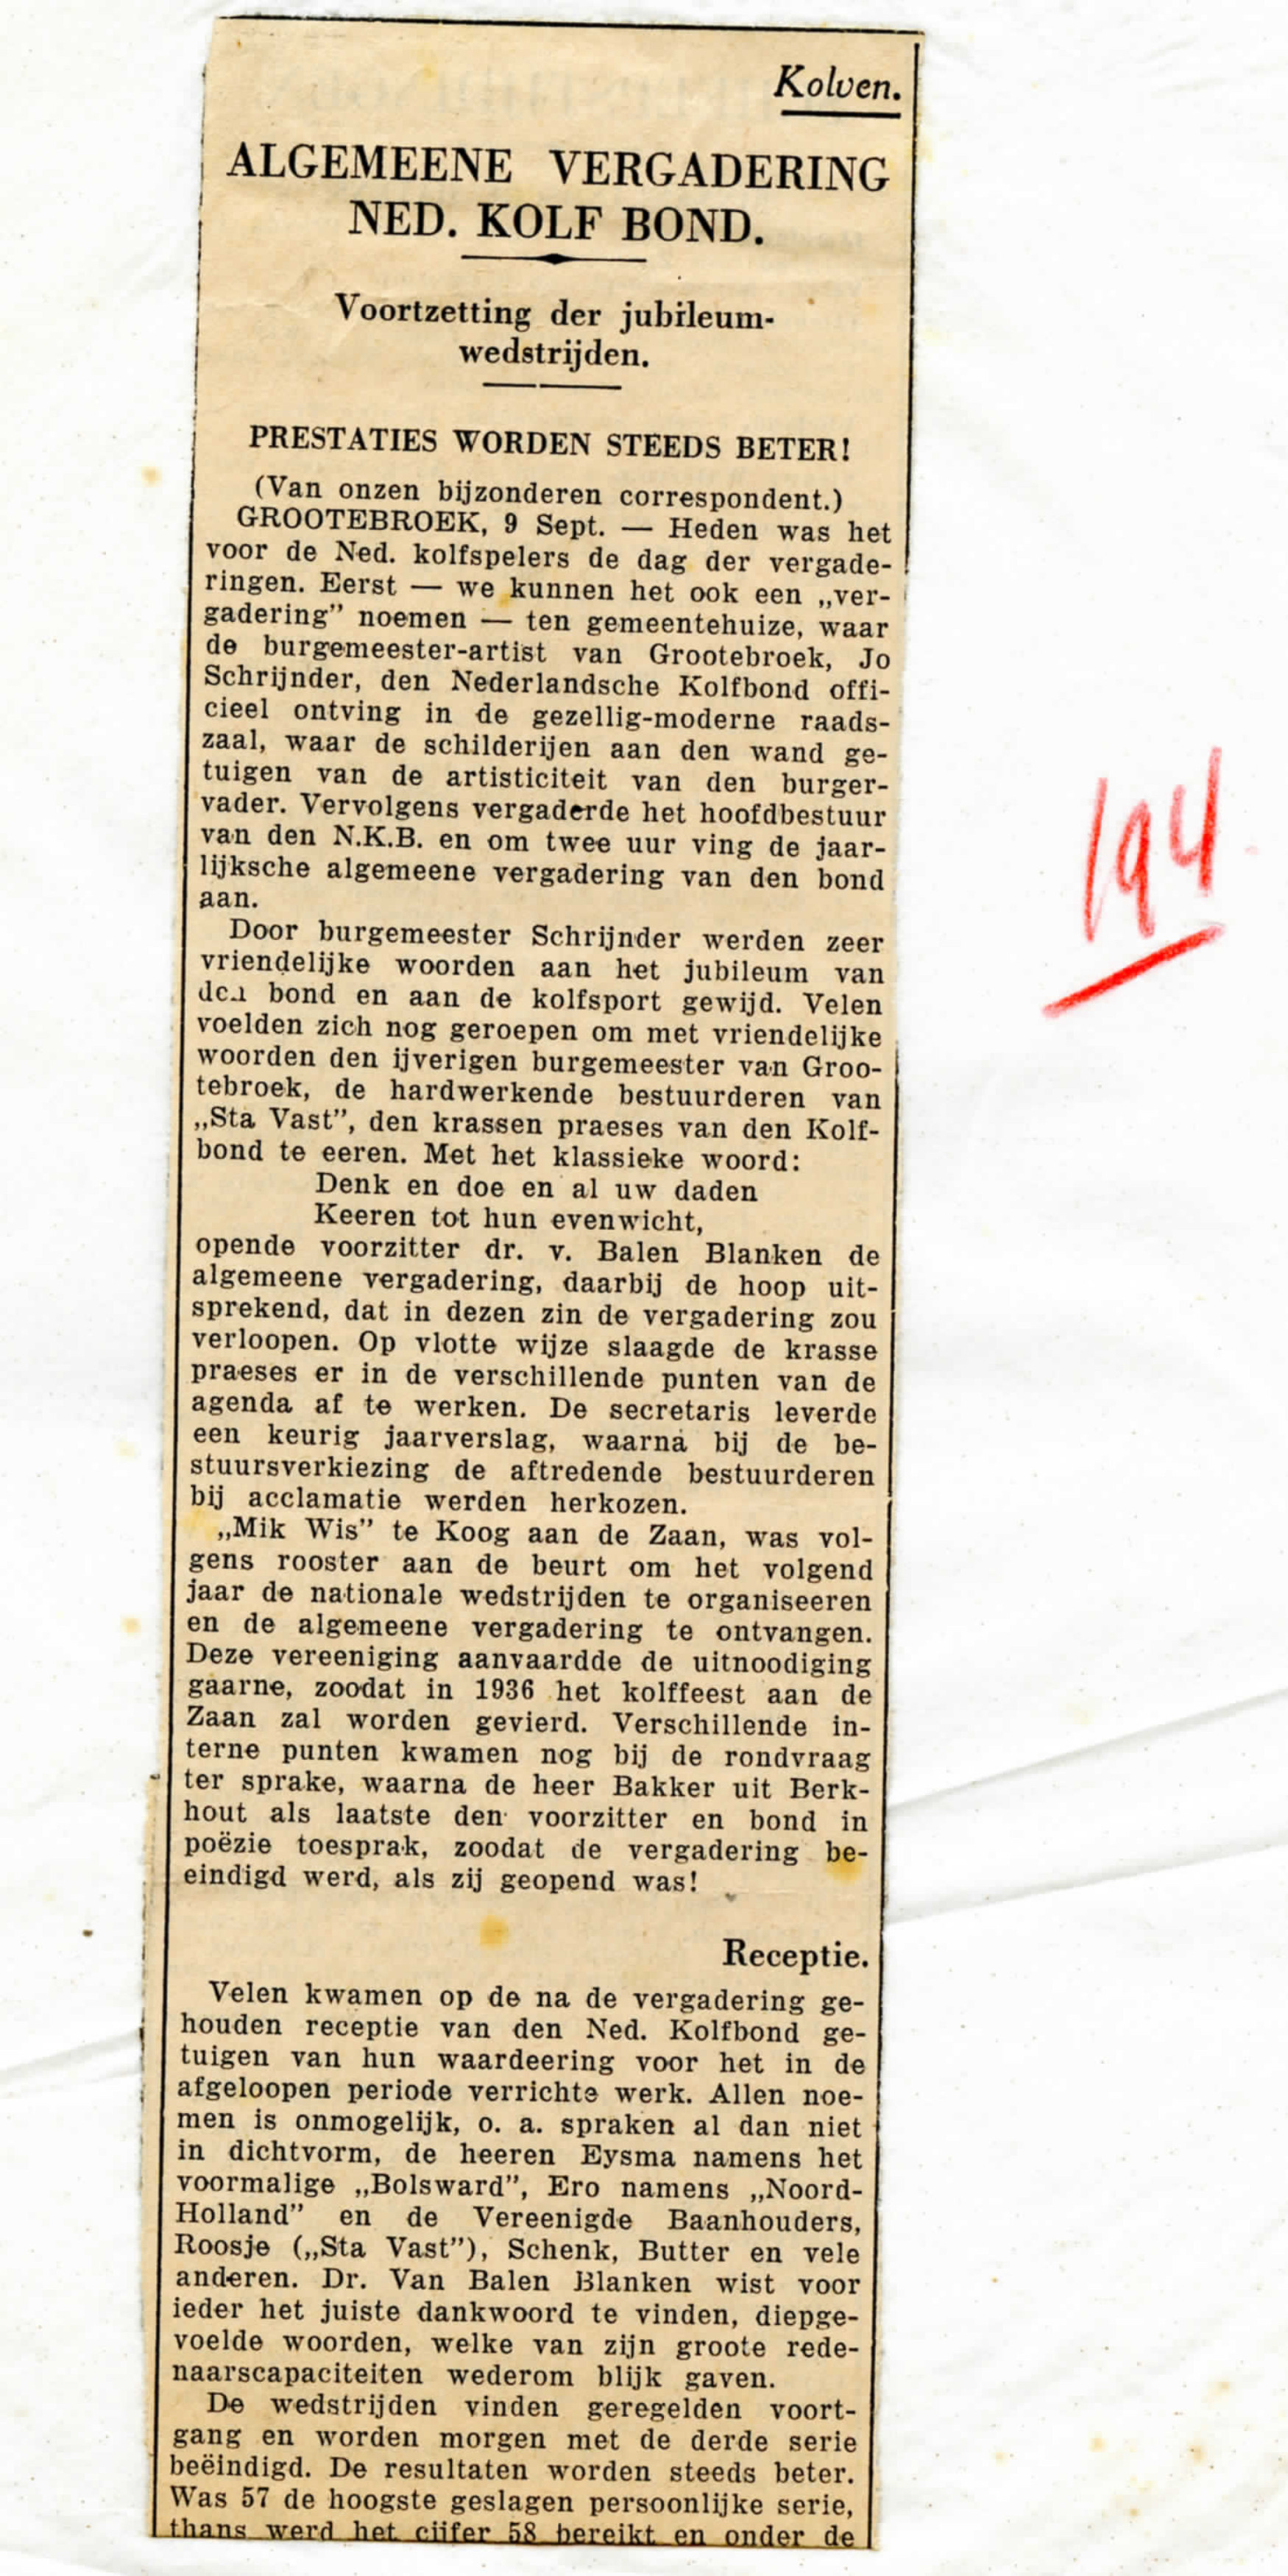 Kolven.
ALGEMEENE VERGADERING
NED. KOLF BOND.
Voortzetting der jubileum-
wedstrijden.
PRESTATIES WORDEN STEEDS BETER!
(Van onzen bijzonderen correspondent.)
GROOTEBROEK, 9 Sept. — Heden was het
voor de Ned. kolfspelers de dag der vergade-
ringen. Eerst — we kunnen het ook een „ver-
gadering” noemen — ten gemeentehuize, waar
de burgemeester-artist van Grootebroek, Jo
Schrijnder, den Nederlandsche Kolfbond offi-
cieel ontving in de gezellig-moderne raads-
zaal, waar de schilderijen aan den wand ge-
tuigen van de artisticiteit van den burger-
vader. Vervolgens vergaderde het hoofdbestuur
van den N.K.B. en om twee uur ving de jaar-
lijksche algemeene vergadering van den bond
aan.
Door burgemeester Schrijnder werden zeer
vriendelijke woorden aan het jubileum van
den bond en aan de kolfsport gewijd. Velen
voelden zich nog geroepen om met vriendelijke
woorden den ijverigen burgemeester van Groo-
tebroek, de hardwerkende bestuurderen van
„Sta Vast”, den krassen praeses van den Kolf-
bond te eeren. Met het klassieke woord:
Denk en doe en al uw daden
Keeren tot hun evenwicht,
opende voorzitter dr. v. Balen Blanken de
algemeene vergadering, daarbij de hoop uit-
sprekend, dat in dezen zin de vergadering zou
verloopen. Op vlotte wijze slaagde de krasse
praeses er in de verschillende punten van de
agenda af te werken. De secretaris leverde
een keurig jaarverslag, waarna bij de be-
stuursverkiezing de aftredende bestuurderen
bij acclamatie werden herkozen.
„Mik Wis” te Koog aan de Zaan, was vol-
gens rooster aan de beurt om het volgend
jaar de nationale wedstrijden te organiseeren
en de algemeene vergadering te ontvangen.
Deze vereeniging aanvaardde de uitnoodiging
gaarne, zoodat in 1936 het kolffeest aan de
Zaan zal worden gevierd. Verschillende in-
terne punten kwamen nog bij de rondvraag
ter sprake, waarna de heer Bakker uit Berk-
hout als laatste den voorzitter en bond in
poëzie toesprak, zoodat de vergadering be-
eindigd werd, als zij geopend was!
Receptie.
Velen kwamen op de na de vergadering ge-
houden receptie van den Ned. Kolfbond ge-
tuigen van hun waardeering voor het in de
afgeloopen periode verrichte werk. Allen noe-
men is onmogelijk, o. a. spraken al dan niet
in dichtvorm, de heeren Eysma namens het
voormalige „Bolsward”, Ero namens „Noord-
Holland” en de Vereenigde Baanhouders,
Roosje („Sta Vast”), Schenk, Butter en vele
anderen. Dr. Van Balen Blanken wist voor
ieder het juiste dankwoord te vinden, diepge-
voelde woorden, welke van zijn groote rede-
naarscapaciteiten wederom blijk gaven.
De wedstrijden vinden geregelden voort-
gang en worden morgen met de derde serie
beëindigd. De resultaten worden steeds beter.
Was 57 de hoogste geslagen persoonlijke serie,
thans werd het cijfer 58 bereikt en onder de
194